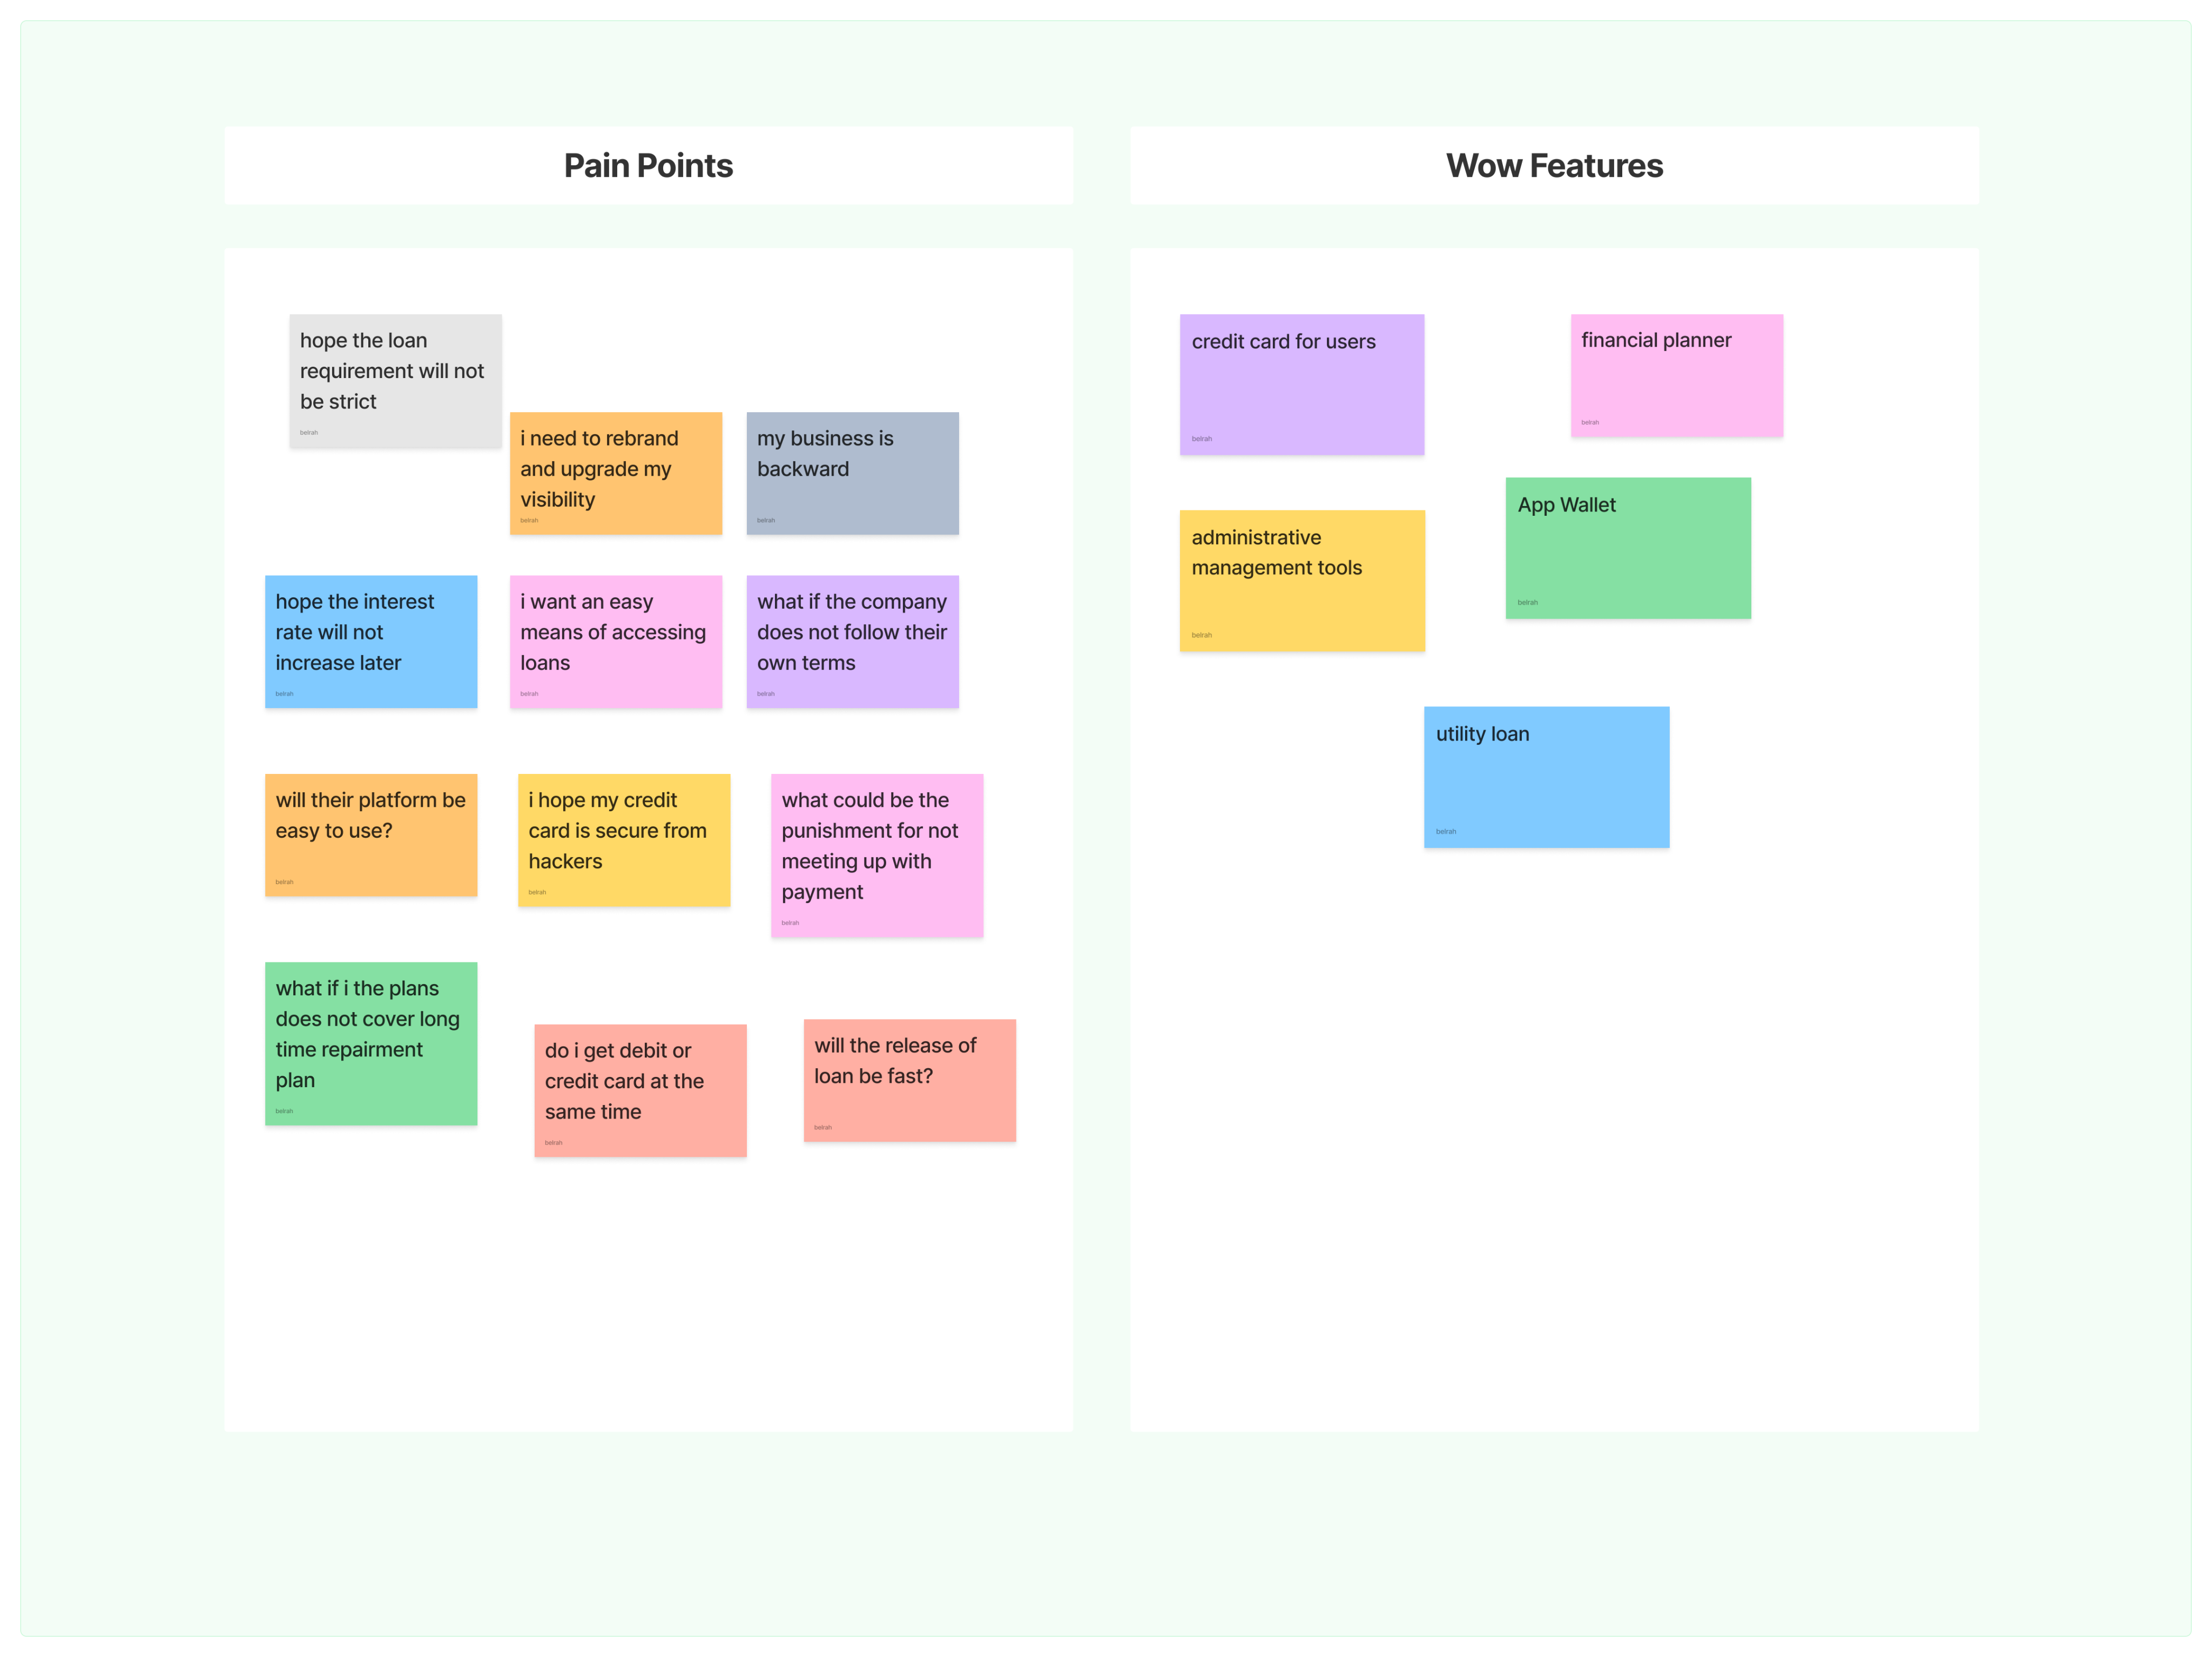 Pain Points
hope the loan
requirement will not
be strict
belrah
i need to rebrand
and upgrade my
visibility
belrah
my business is
backward
belrah
hope the interest
rate will not
increase later
belrah
i want an easy
means of accessing
loans
belrah
what if the company
does not follow their
own terms
belrah
will their platform be
easy to use?
belrah
i hope my credit
card is secure from
hackers
belrah
what could be the
punishment for not
meeting up with
payment
belrah
what if i the plans
does not cover long
time repairment
plan
belrah
do i get debit or
credit card at the
same time
belrah
will the release of
loan be fast?
belrah
Wow Features
credit card for users
belrah
financial planner
belrah
administrative
management tools
belrah
App Wallet
belrah
utility loan
belrah